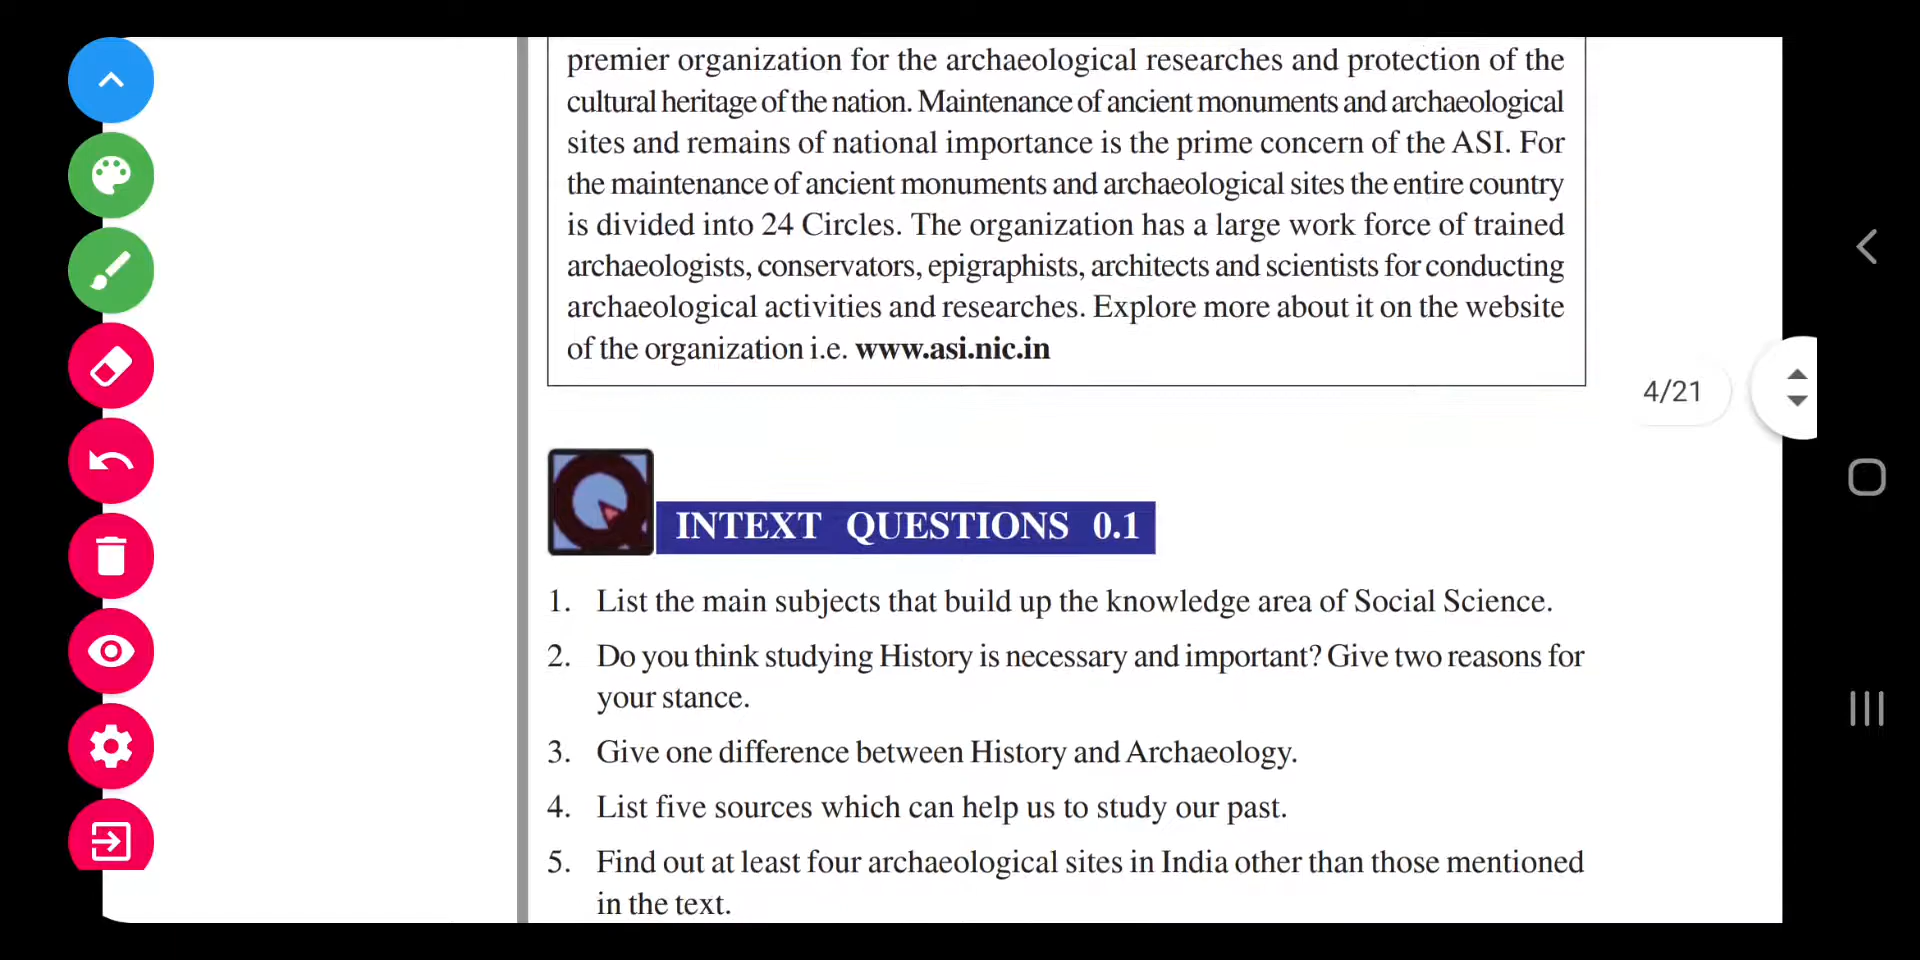 premier organization for the archaeological researches and protection of the
cultural heritage of the nation. Maintenance of ancient monuments and archaeological
sites and remains of national importance is the prime concern of the ASI. For
the maintenance of ancient monuments and archaeological sites the entire country
is divided into 24 Circles. The organization has a large work force of trained
archaeologists, conservators, epigraphists, architects and scientists for conducting
archaeological activities and researches. Explore more about it on the website
of the organization i.e. www.asi.nic.in
4/21
INTEXT QUESTIONS 0.1
1. List the main subjects that build up the knowledge area of Social Science.
2. Do you think studying History is necessary and important? Give two reasons for
your stance.
3. Give one difference between History and Archaeology.
4. List five sources which can help us to study our past.
5. Find out at least four archaeological sites in India other than those mentioned
in the text.